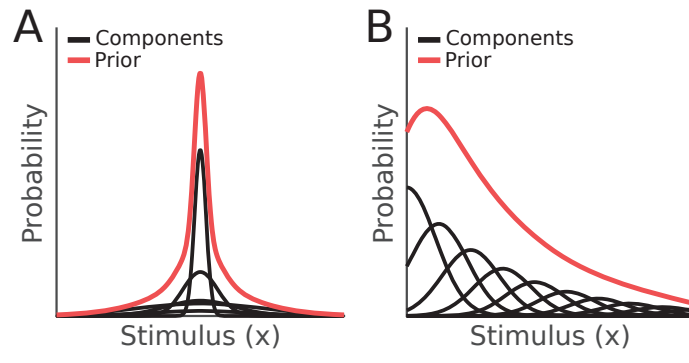 A
Components
Prior
Probability
Stimulus (x)
B
Components
Prior
Probability
Stimulus (x)